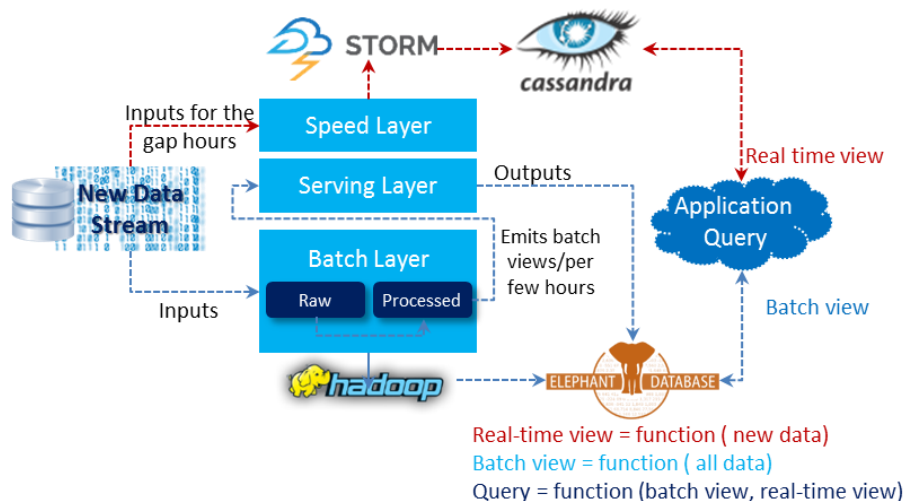 STORM
cassandra
Inputs for the
gap hours
Speed Layer
Real time view
New Data
Stream
Serving Layer
Outputs
Application
Query
Emits batch
views/per
few hours
Batch Layer
Raw
Processed
Inputs
Batch view
hadoop
ELEPHANT DATABASE
Real-time view = function ( new data)
Batch view = function ( all data)
Query = function (batch view, real-time view)